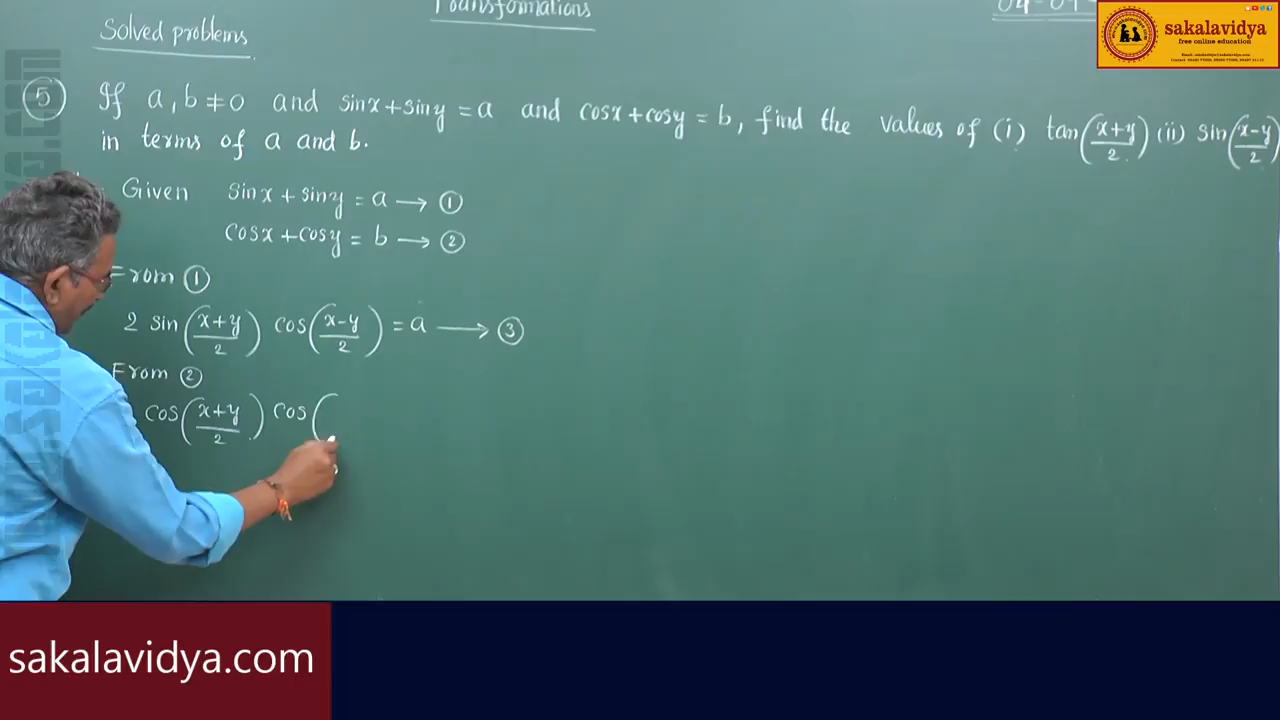 Transformations
Solved problems
sakalavidya
free online education
5 If a, b ≠ 0 and sinx + siny = a and cosx + cosy = b, find the values of (i) tan((x+y)/2) (ii) sin((x-y)/2)
in terms of a and b.
Given sinx + siny = a → 1
cosx + cosy = b → 2
From 1
2 sin((x+y)/2) cos((x-y)/2) = a → 3
From 2
cos((x+y)/2) cos(
sakalavidya.com